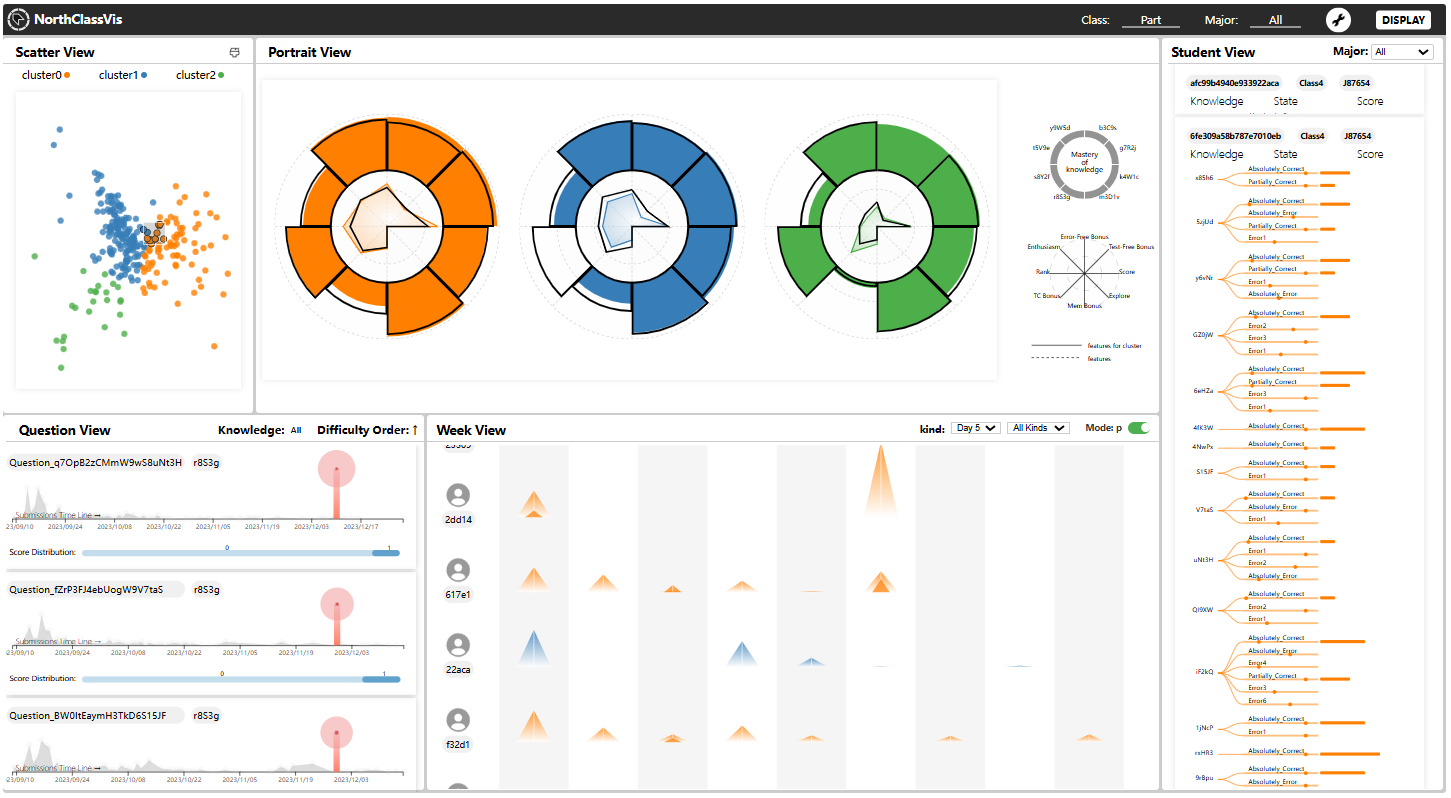 NorthClassVis
Class: Part Major: All DISPLAY
Scatter View
cluster0 cluster1 cluster2
Portrait View
y9W5d b3C9s
t5V9e g7R2j
Mastery
of
knowledge
s8Y2f k4W1c
r8S3g m3D1v
Error-Free Bonus
Enthusiasm Test-Free Bonus
Rank Score
TC Bonus Explore
Mem Bonus
features for cluster
features
Student View Major: All
afc99b4940e933922aca Class4 J87654
Knowledge State Score
6fe309a58b787e7010eb Class4 J87654
Knowledge State Score
x85h6
Absolutely_Correct
Partially_Correct
5zjUd
Absolutely_Correct
Absolutely_Error
Partially_Correct
Error1
y6vNr
Absolutely_Correct
Partially_Correct
Error1
Absolutely_Error
GZ0jW
Absolutely_Correct
Error2
Error3
Error1
6eHZa
Absolutely_Correct
Partially_Correct
Error3
Error1
4fK3W
Absolutely_Correct
4NwPx
Absolutely_Correct
S15JF
Absolutely_Correct
Error1
V7taS
Absolutely_Correct
Absolutely_Error
Error1
uNt3H
Absolutely_Correct
Error1
Error2
Absolutely_Error
QI9XW
Absolutely_Correct
Error2
Error1
iF2kQ
Absolutely_Correct
Absolutely_Error
Error4
Partially_Correct
Error3
Error6
1jNcP
Absolutely_Correct
Error1
rxHR3
Absolutely_Correct
9rBpu
Absolutely_Correct
Absolutely_Error
Question View Knowledge: All Difficulty Order: ↑
Question_q7OpB2zCMmW9wS8uNt3H r8S3g
Submissions Time Line →
23/09/10 2023/09/24 2023/10/08 2023/10/22 2023/11/05 2023/11/19 2023/12/03 2023/12/17
Score Distribution: 0 1
Question_fZrP3FJ4ebUogW9V7taS r8S3g
Submissions Time Line →
23/09/10 2023/09/24 2023/10/08 2023/10/22 2023/11/05 2023/11/19 2023/12/03
Score Distribution: 0 1
Question_BW0ItEaymH3TkD6S15JF r8S3g
Submissions Time Line →
23/09/10 2023/09/24 2023/10/08 2023/10/22 2023/11/05 2023/11/19 2023/12/03
Week View kind: Day 5 All Kinds Mode: p
2dd14
617e1
22aca
f32d1